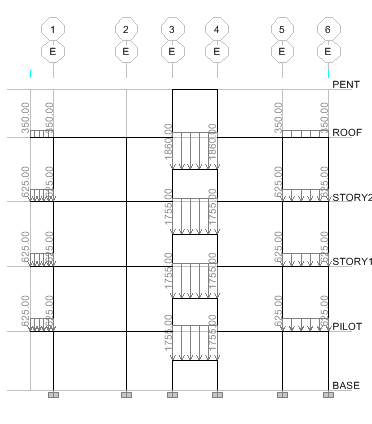 1 2 3 4 5 6
E E E E E E
PENT
350.00 350.00 1860.00 1860.00 350.00 350.00
ROOF
625.00 625.00 1755.00 1755.00 625.00 625.00
STORY2
625.00 625.00 1755.00 1755.00 625.00 625.00
STORY1
625.00 625.00 1755.00 1755.00 625.00 625.00
PILOT
BASE